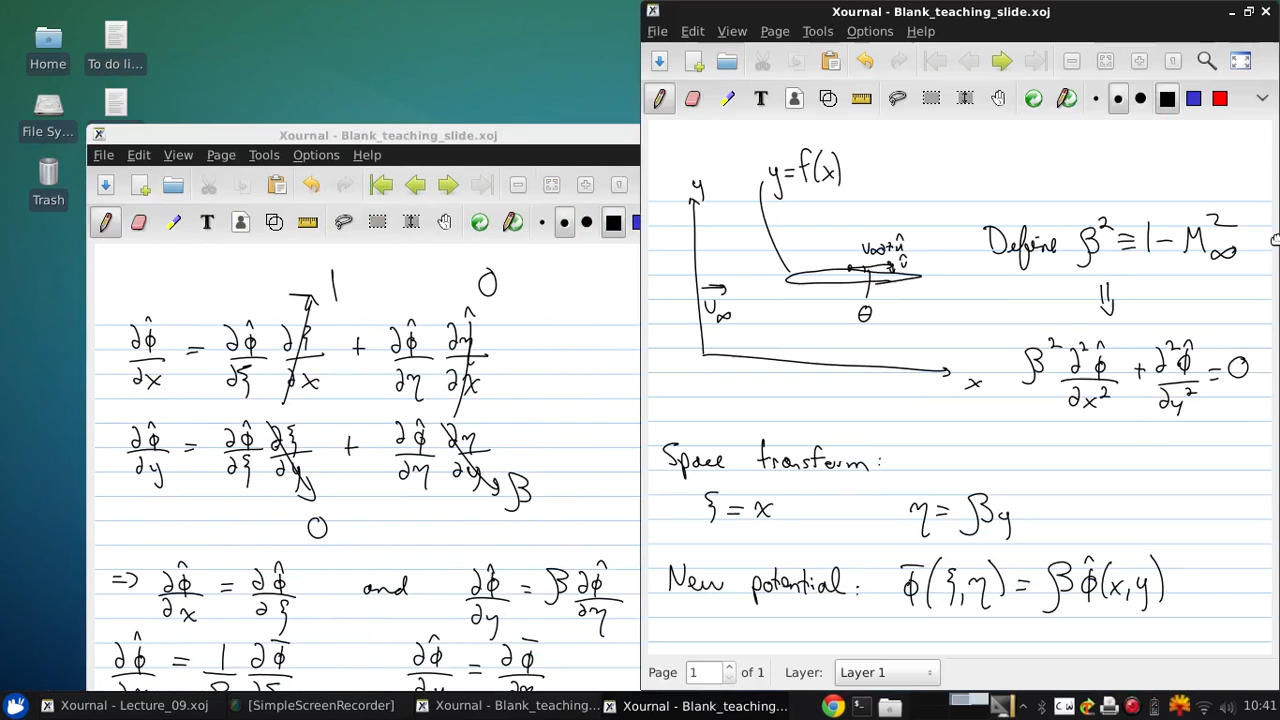 Home
To do li...
File Sy...
Trash
Xournal - Blank_teaching_slide.xoj
File Edit View Page Tools Options Help
1 0
∂φ̂/∂x = ∂φ̂/∂ξ ∂ξ/∂x + ∂φ̂/∂η ∂η/∂x
∂φ̂/∂y = ∂φ̂/∂ξ ∂ξ/∂y + ∂φ̂/∂η ∂η/∂y
β
0
=> ∂φ̂/∂x = ∂φ̂/∂ξ and ∂φ̂/∂y = β ∂φ̂/∂η
Xournal - Blank_teaching_slide.xoj
File Edit View Page Tools Options Help
y = f(x)
y
V∞+û
v̂
V∞
θ
x
Define β² ≡ 1 - M∞²
⇓
β² ∂²φ̂/∂x² + ∂²φ̂/∂y² = 0
Space transform:
ξ = x η = βy
New potential: φ̄(ξ,η) = βφ̂(x,y)
Page 1 of 1 Layer: Layer 1
Xournal - Lecture_09.xoj
[SimpleScreenRecorder]
Xournal - Blank_teaching...
Xournal - Blank_teaching...
10:41